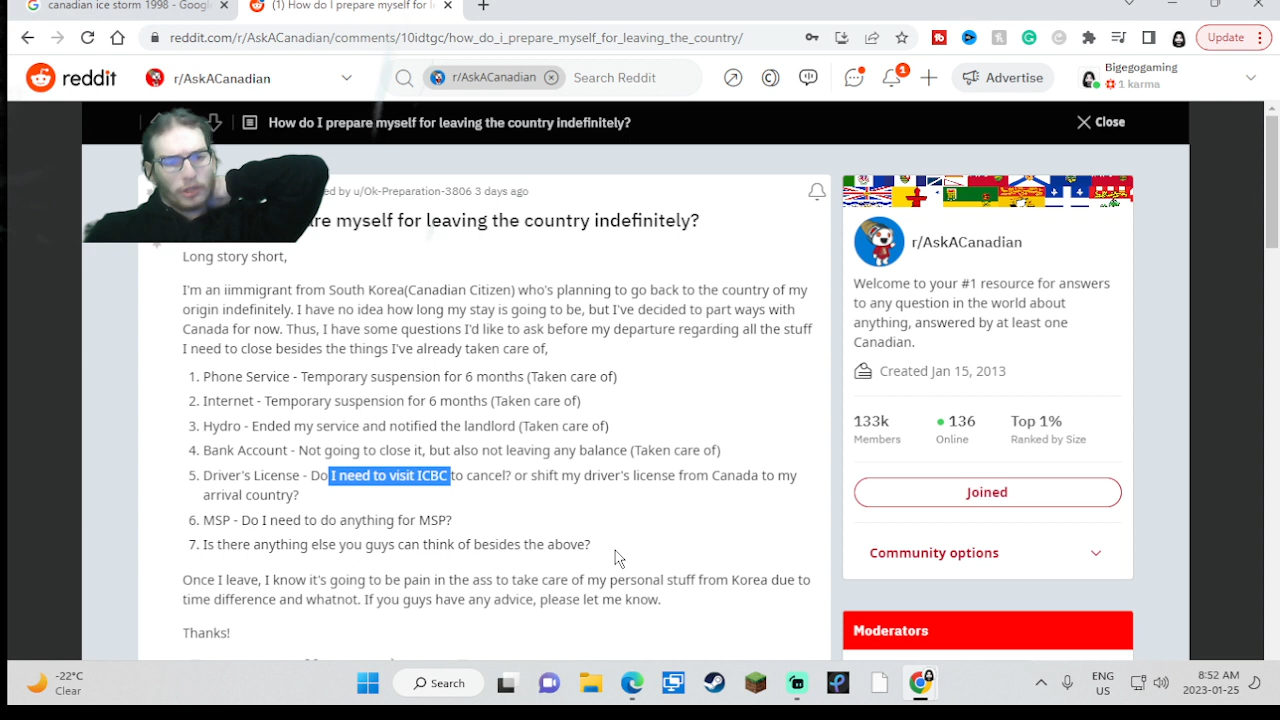 canadian ice storm 1998 - Googl
(1) How do I prepare myself for l
reddit.com/r/AskACanadian/comments/10idtgc/how_do_i_prepare_myself_for_leaving_the_country/
Update
reddit
r/AskACanadian
r/AskACanadian
Search Reddit
1
Advertise
Bigegogaming
1 karma
How do I prepare myself for leaving the country indefinitely?
Close
by u/Ok-Preparation-3806 3 days ago
myself for leaving the country indefinitely?
Long story short,
I'm an iimmigrant from South Korea(Canadian Citizen) who's planning to go back to the country of my
origin indefinitely. I have no idea how long my stay is going to be, but I've decided to part ways with
Canada for now. Thus, I have some questions I'd like to ask before my departure regarding all the stuff
I need to close besides the things I've already taken care of,
1. Phone Service - Temporary suspension for 6 months (Taken care of)
2. Internet - Temporary suspension for 6 months (Taken care of)
3. Hydro - Ended my service and notified the landlord (Taken care of)
4. Bank Account - Not going to close it, but also not leaving any balance (Taken care of)
5. Driver's License - Do I need to visit ICBC to cancel? or shift my driver's license from Canada to my
arrival country?
6. MSP - Do I need to do anything for MSP?
7. Is there anything else you guys can think of besides the above?
Once I leave, I know it's going to be pain in the ass to take care of my personal stuff from Korea due to
time difference and whatnot. If you guys have any advice, please let me know.
Thanks!
r/AskACanadian
Welcome to your #1 resource for answers
to any question in the world about
anything, answered by at least one
Canadian.
Created Jan 15, 2013
133k
136
Top 1%
Members
Online
Ranked by Size
Joined
Community options
Moderators
-22°C
Clear
Search
ENG
US
8:52 AM
2023-01-25